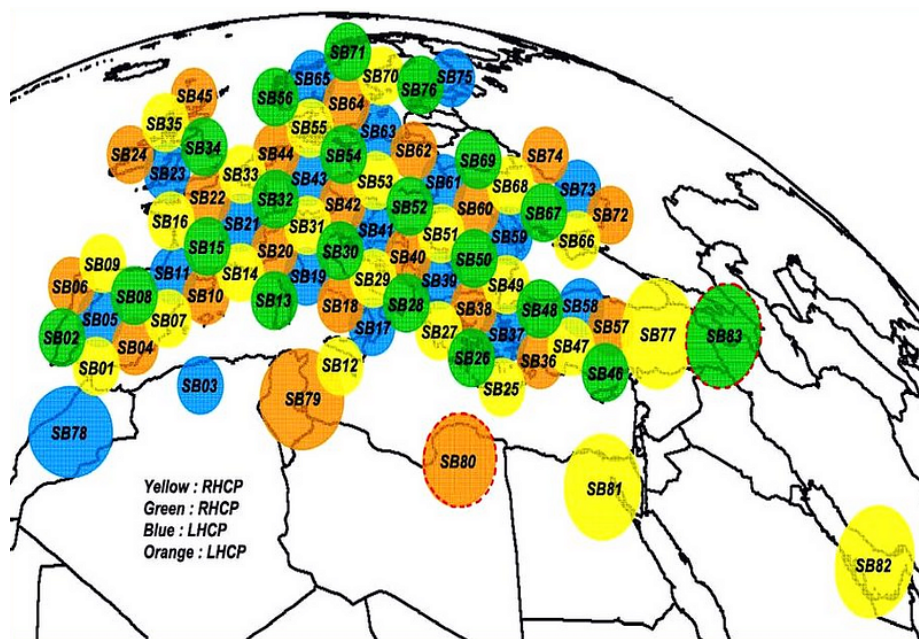 SB71
SB65
SB70
SB75
SB76
SB45
SB56
SB64
SB35
SB55
SB63
SB34
SB44
SB54
SB62
SB24
SB69
SB74
SB23
SB33
SB43
SB53
SB61
SB68
SB73
SB22
SB32
SB42
SB52
SB60
SB67
SB72
SB16
SB21
SB31
SB41
SB51
SB59
SB66
SB15
SB20
SB30
SB40
SB50
SB09
SB11
SB14
SB19
SB29
SB39
SB49
SB06
SB08
SB10
SB13
SB18
SB28
SB38
SB48
SB58
SB05
SB07
SB17
SB27
SB37
SB57
SB02
SB04
SB12
SB26
SB36
SB47
SB77
SB83
SB01
SB03
SB25
SB46
SB79
SB78
SB80
SB81
SB82
Yellow : RHCP
Green : RHCP
Blue : LHCP
Orange : LHCP